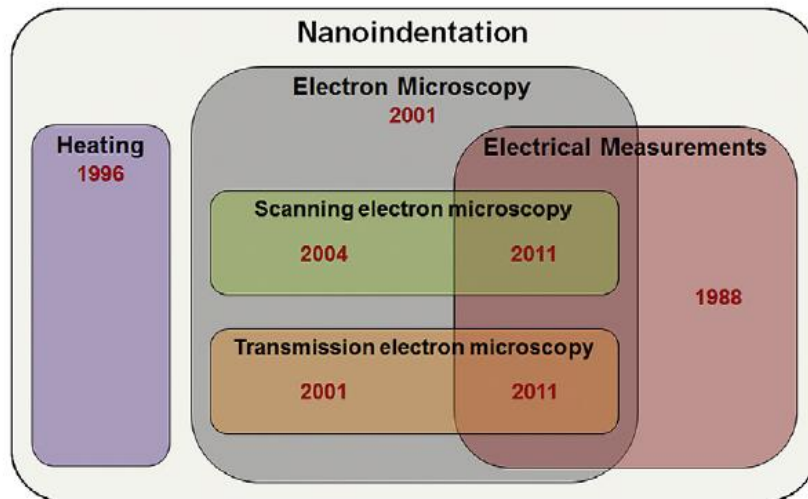 Nanoindentation
Electron Microscopy
2001
Heating
1996
Electrical Measurements
1988
Scanning electron microscopy
2004 2011
Transmission electron microscopy
2001 2011